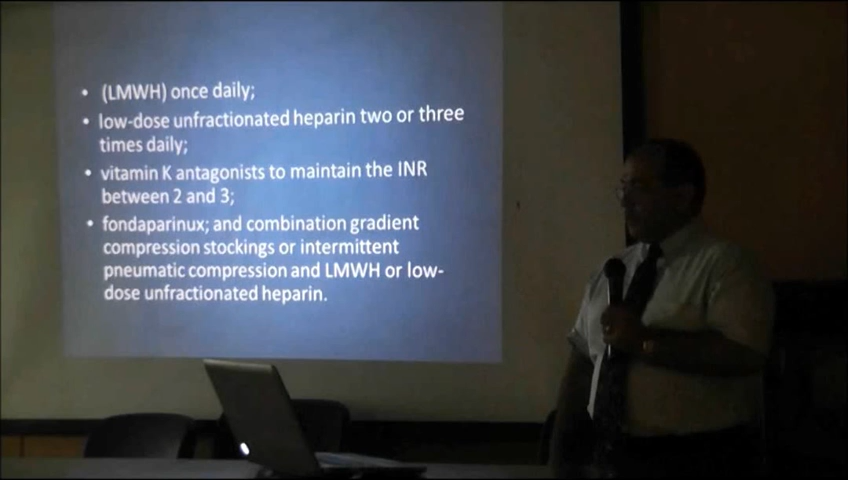 • (LMWH) once daily;
• low-dose unfractionated heparin two or three
times daily;
• vitamin K antagonists to maintain the INR
between 2 and 3;
• fondaparinux; and combination gradient
compression stockings or intermittent
pneumatic compression and LMWH or low-
dose unfractionated heparin.